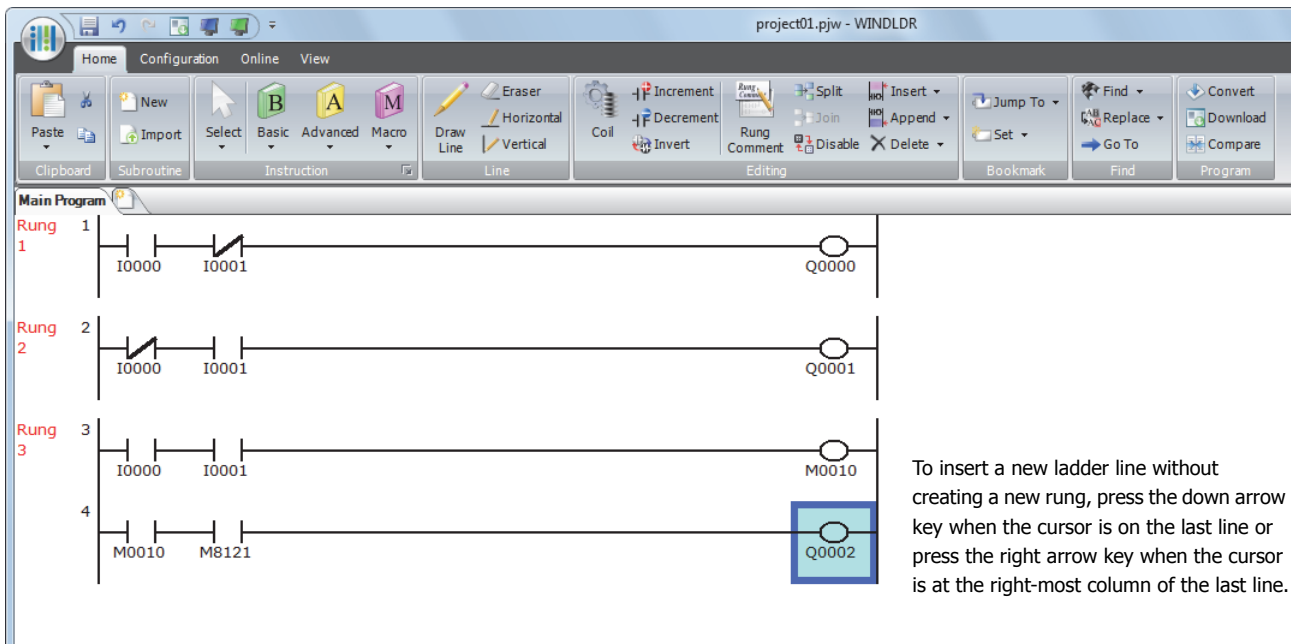 project01.pjw - WINDLDR
Home Configuration Online View
Paste
Clipboard
New
Import
Subroutine
Select
B
Basic
A
Advanced
M
Macro
Instruction
Draw Line
Eraser
Horizontal
Vertical
Line
Coil
Increment
Decrement
Invert
Rung Comment
Split
Join
Disable
Insert
Append
Delete
Editing
Jump To
Set
Bookmark
Find
Replace
Go To
Find
Convert
Download
Compare
Program
Main Program
Rung 1
1
I0000 I0001 Q0000
Rung 2
2
I0000 I0001 Q0001
Rung 3
3
I0000 I0001 M0010
4
M0010 M8121 Q0002
To insert a new ladder line without
creating a new rung, press the down arrow
key when the cursor is on the last line or
press the right arrow key when the cursor
is at the right-most column of the last line.